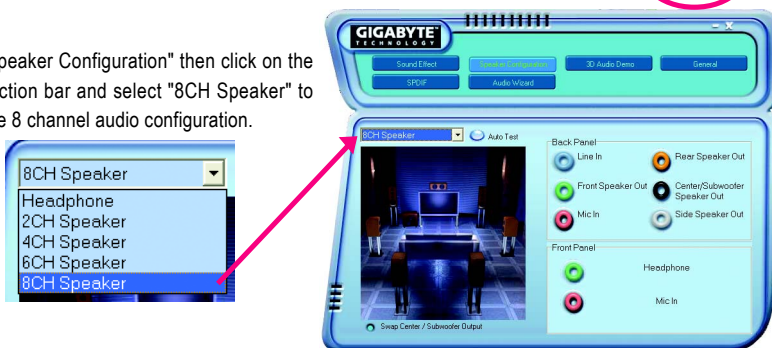 GIGABYTE
TECHNOLOGY
Sound Effect
Speaker Configuration
3D Audio Demo
General
SPDIF
Audio Wizard
peaker Configuration" then click on the
ction bar and select "8CH Speaker" to
e 8 channel audio configuration.
8CH Speaker
Headphone
2CH Speaker
4CH Speaker
6CH Speaker
8CH Speaker
8CH Speaker
Auto Test
Swap Center / Subwoofer Output
Back Panel
Line In
Rear Speaker Out
Front Speaker Out
Center/Subwoofer
Speaker Out
Mic In
Side Speaker Out
Front Panel
Headphone
Mic In